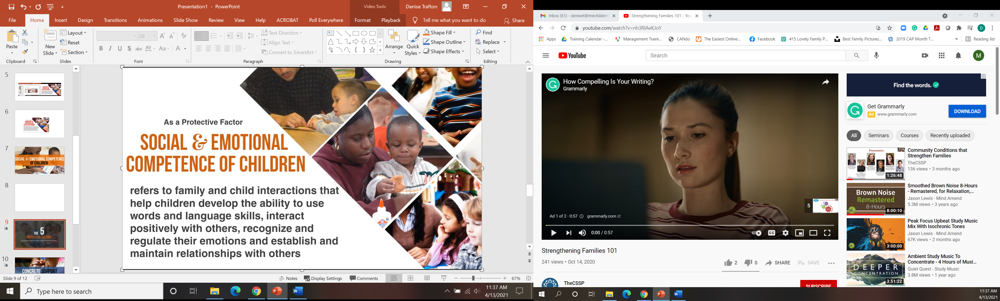 Presentation1 - PowerPoint
Video Tools
Denise Trafton
File Home Insert Design Transitions Animations Slide Show Review View Help ACROBAT Poll Everywhere Format Playback Tell me what you want to do Share
Paste
Clipboard
New
Slide
Layout
Reset
Section
Slides
28
Font
Text Direction
Align Text
Convert to SmartArt
Paragraph
Arrange
Quick
Styles
Shape Fill
Shape Outline
Shape Effects
Drawing
Find
Replace
Select
Editing
5
6
7
SOCIAL & EMOTIONAL COMPETENCE
OF CHILDREN
8
9
THE 5
PROTECTIVE FACTORS
10
CONCRETE SUPPORT
As a Protective Factor
SOCIAL & EMOTIONAL
COMPETENCE OF CHILDREN
refers to family and child interactions that
help children develop the ability to use
words and language skills, interact
positively with others, recognize and
regulate their emotions and establish and
maintain relationships with others
Slide 9 of 12
Notes Display Settings Comments 67%
Type here to search
11:37 AM
4/13/2021
Inbox (61) - deniset@mechildren
Strengthening Families 101 - You
youtube.com/watch?v=nh3RIAeKJoY
Apps Training Calendar -... Management Traini... CANdo The Easiest Online... Facebook 415 Lovely Family P... Best Family Pictures... 2019 CAP Month T... » Reading list
YouTube
Search
M
How Compelling Is Your Writing?
Grammarly
5
Ad 1 of 2 · 0:57 grammarly.com
0:00 / 0:57
Strengthening Families 101
241 views • Oct 14, 2020
2 0 SHARE SAVE
TheCSSP
SUBSCRIBE
Find the words.
Get Grammarly
Ad www.grammarly.com
DOWNLOAD
All Seminars Courses Recently uploaded
Presenters
1:26:48
Community Conditions that
Strengthen Families
TheCSSP
136 views • 3 months ago
Brown Noise
Remastered
8-Hours
8:00:10
Smoothed Brown Noise 8-Hours
- Remastered, for Relaxation,...
Jason Lewis - Mind Amend
5.3M views • 3 years ago
3:00:00
Peak Focus Upbeat Study Music
Mix With Isochronic Tones
Jason Lewis - Mind Amend
67K views • 2 months ago
DEEPER
CONCENTRATION
3:51:22
Ambient Study Music To
Concentrate - 4 Hours of Musi...
Quiet Quest - Study Music
3.8M views • 1 year ago
11:37 AM
4/13/2021